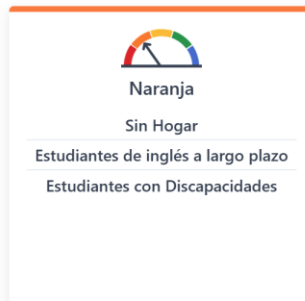 Naranja
Sin Hogar
Estudiantes de inglés a largo plazo
Estudiantes con Discapacidades